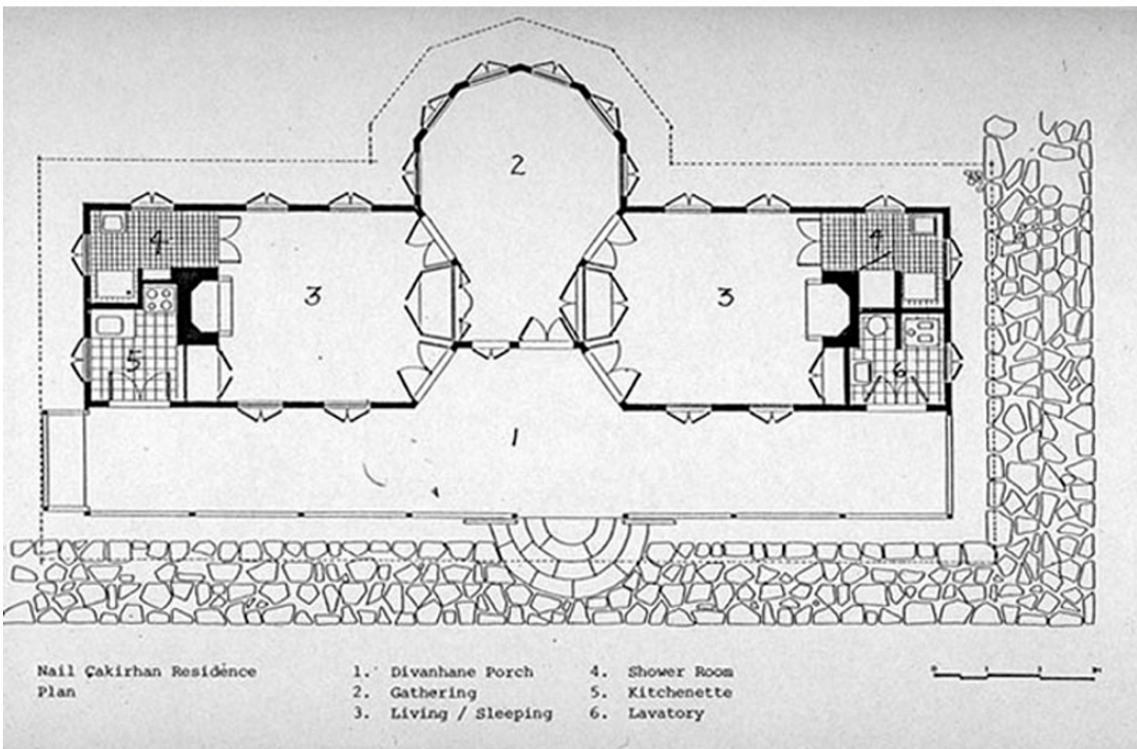 2
4
4
3
3
5
6
1
Nail Çakirhan Residence
Plan
1. Divanhane Porch
2. Gathering
3. Living / Sleeping
4. Shower Room
5. Kitchenette
6. Lavatory